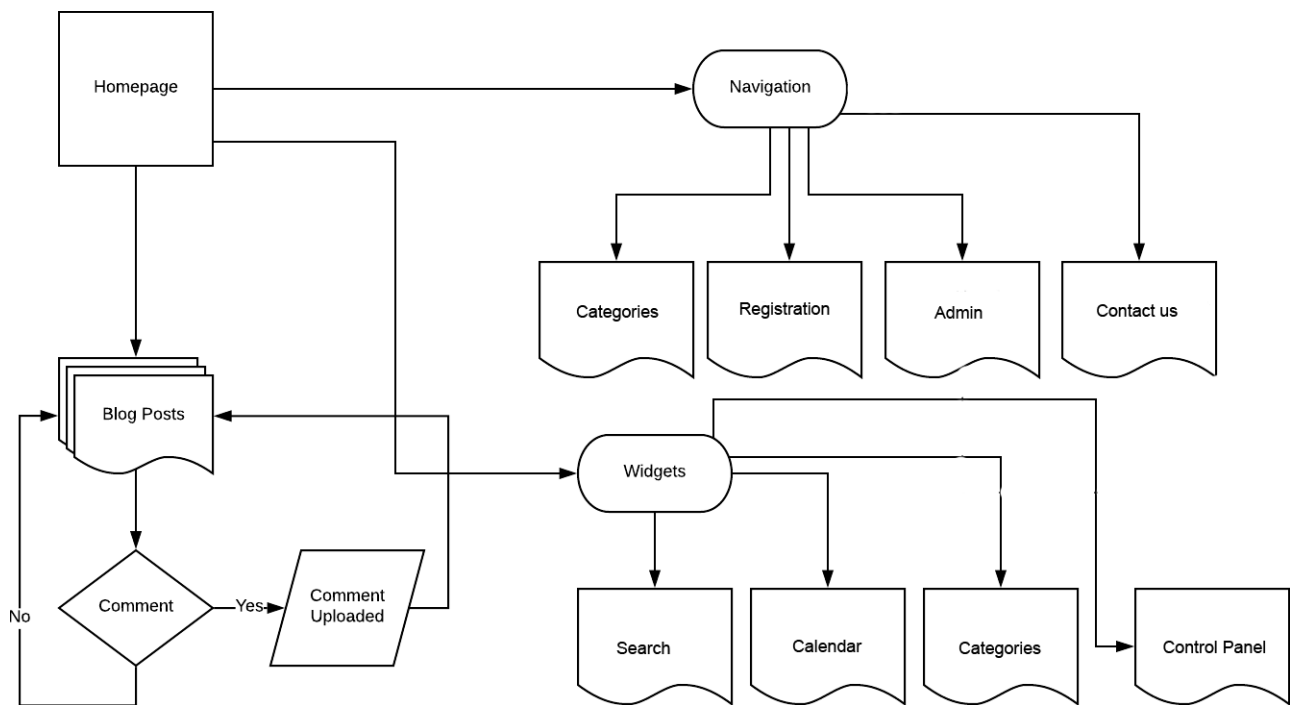 Homepage
Navigation
Categories
Registration
Admin
Contact us
Blog Posts
Widgets
Comment
Yes
Comment
Uploaded
No
Search
Calendar
Categories
Control Panel